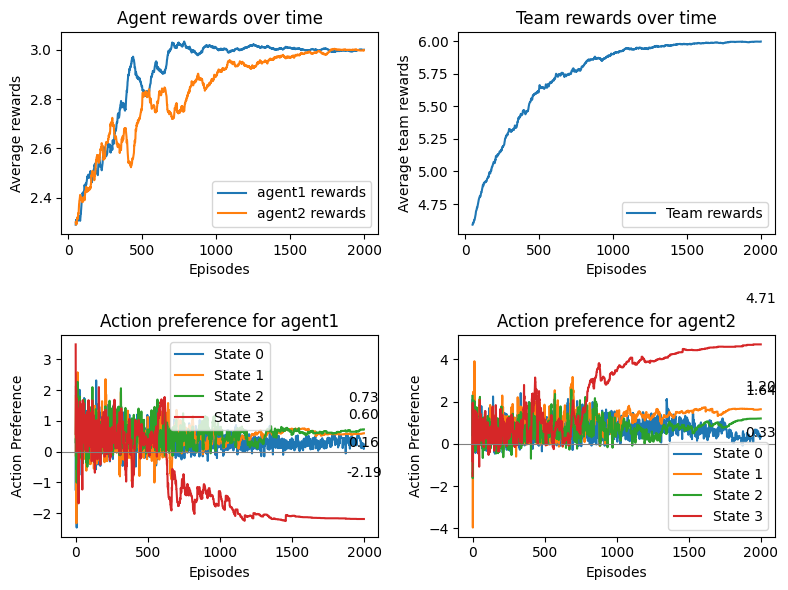 Agent rewards over time
3.0
2.8
2.6
2.4
Average rewards
agent1 rewards
agent2 rewards
0
500
1000
1500
2000
Episodes
Team rewards over time
6.00
5.75
5.50
5.25
5.00
4.75
Average team rewards
Team rewards
0
500
1000
1500
2000
Episodes
Action preference for agent1
3
2
1
0
−1
−2
Action Preference
State 0
State 1
State 2
State 3
0.73
0.60
0.16
-2.19
0
500
1000
1500
2000
Episodes
4.71
Action preference for agent2
4
2
0
−2
−4
Action Preference
1.20
1.64
0.33
State 0
State 1
State 2
State 3
0
500
1000
1500
2000
Episodes